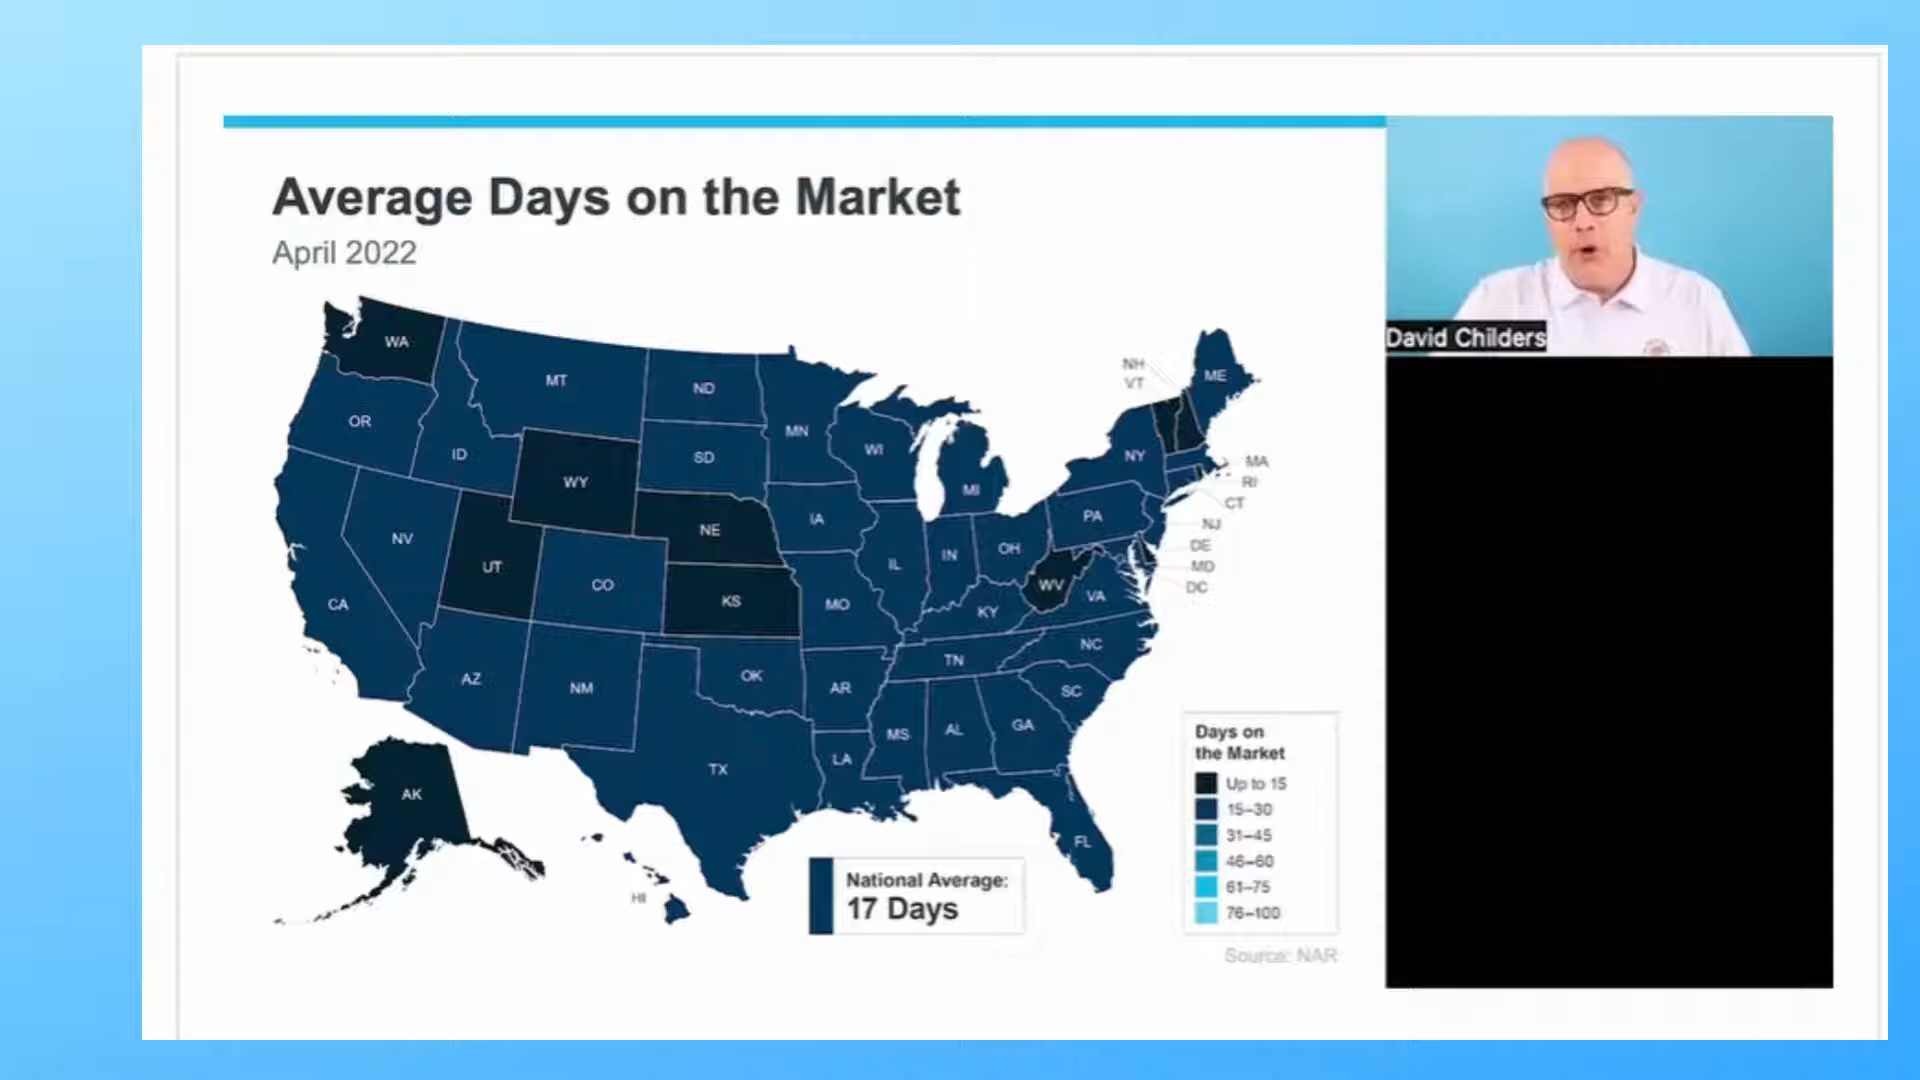 Average Days on the Market
April 2022
David Childers
WA
MT
ND
MN
OR
ID
WY
SD
WI
MI
NY
ME
NH
VT
MA
RI
CT
NJ
DE
MD
DC
NV
UT
CO
NE
KS
IA
IL
IN
OH
PA
WV
VA
KY
MO
CA
AZ
NM
OK
AR
TN
NC
SC
MS
AL
GA
LA
TX
FL
AK
HI
National Average:
17 Days
Days on
the Market
Up to 15
15–30
31–45
46–60
61–75
76–100
Source: NAR